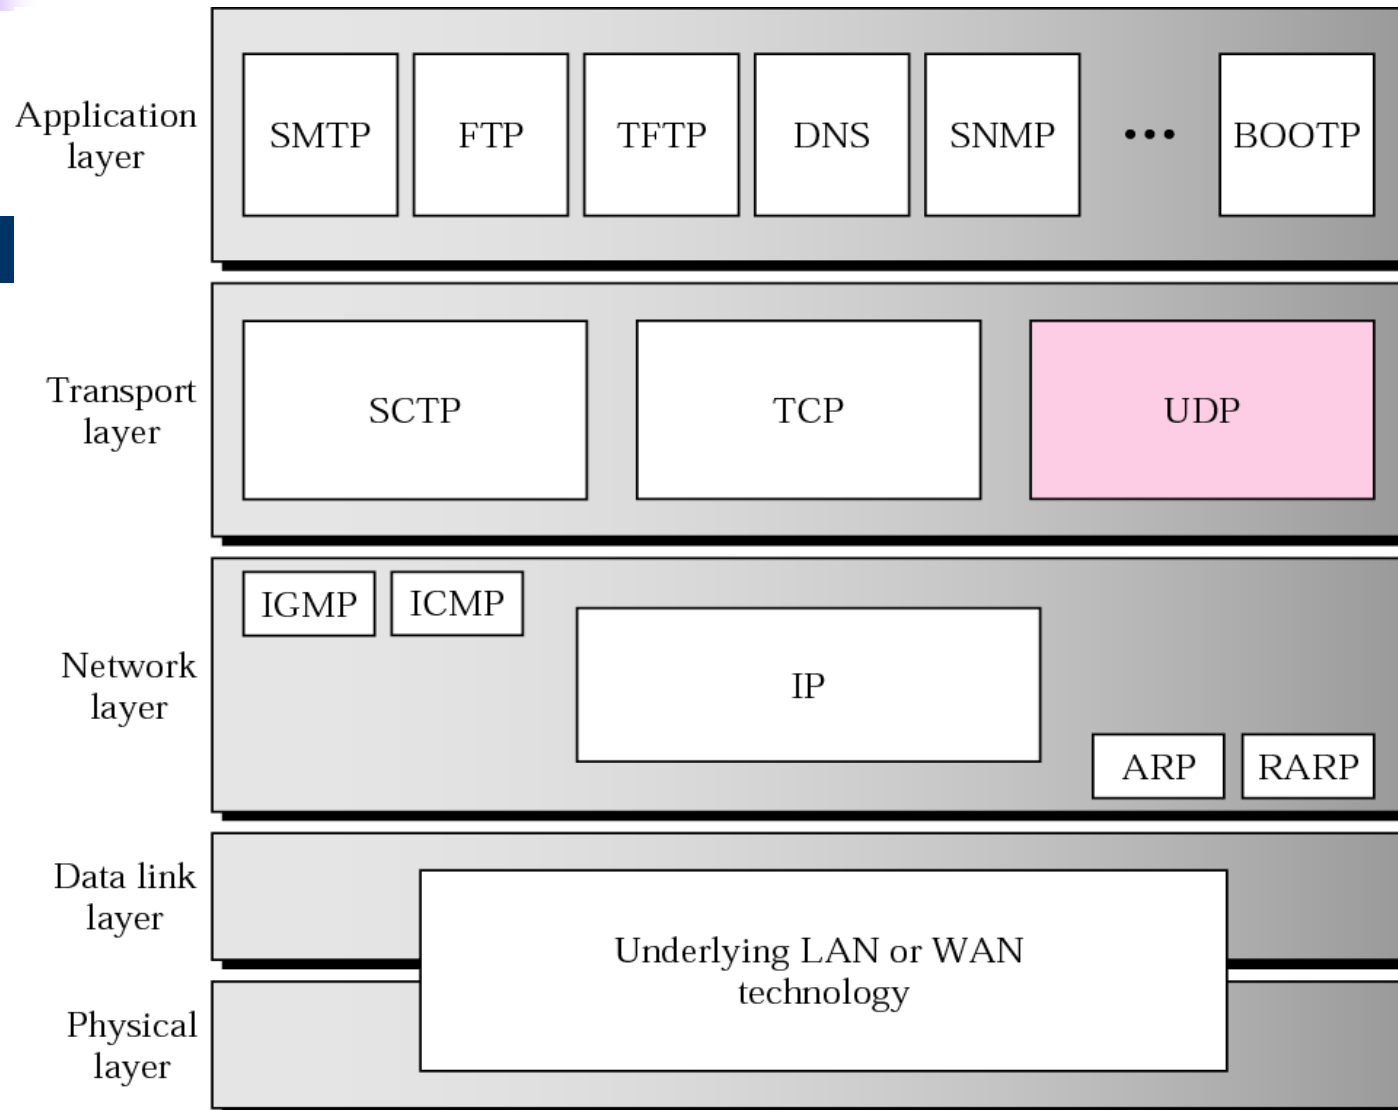 Application
layer
SMTP
FTP
TFTP
DNS
SNMP
•••
BOOTP
Transport
layer
SCTP
TCP
UDP
Network
layer
IGMP
ICMP
IP
ARP
RARP
Data link
layer
Underlying LAN or WAN
technology
Physical
layer